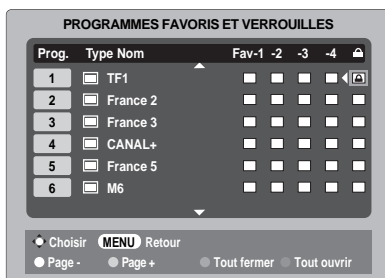 PROGRAMMES FAVORIS ET VERROUILLES
Prog. Type Nom Fav-1 -2 -3 -4
1 TF1
2 France 2
3 France 3
4 CANAL+
5 France 5
6 M6
Choisir MENU Retour
Page - Page + Tout fermer Tout ouvrir